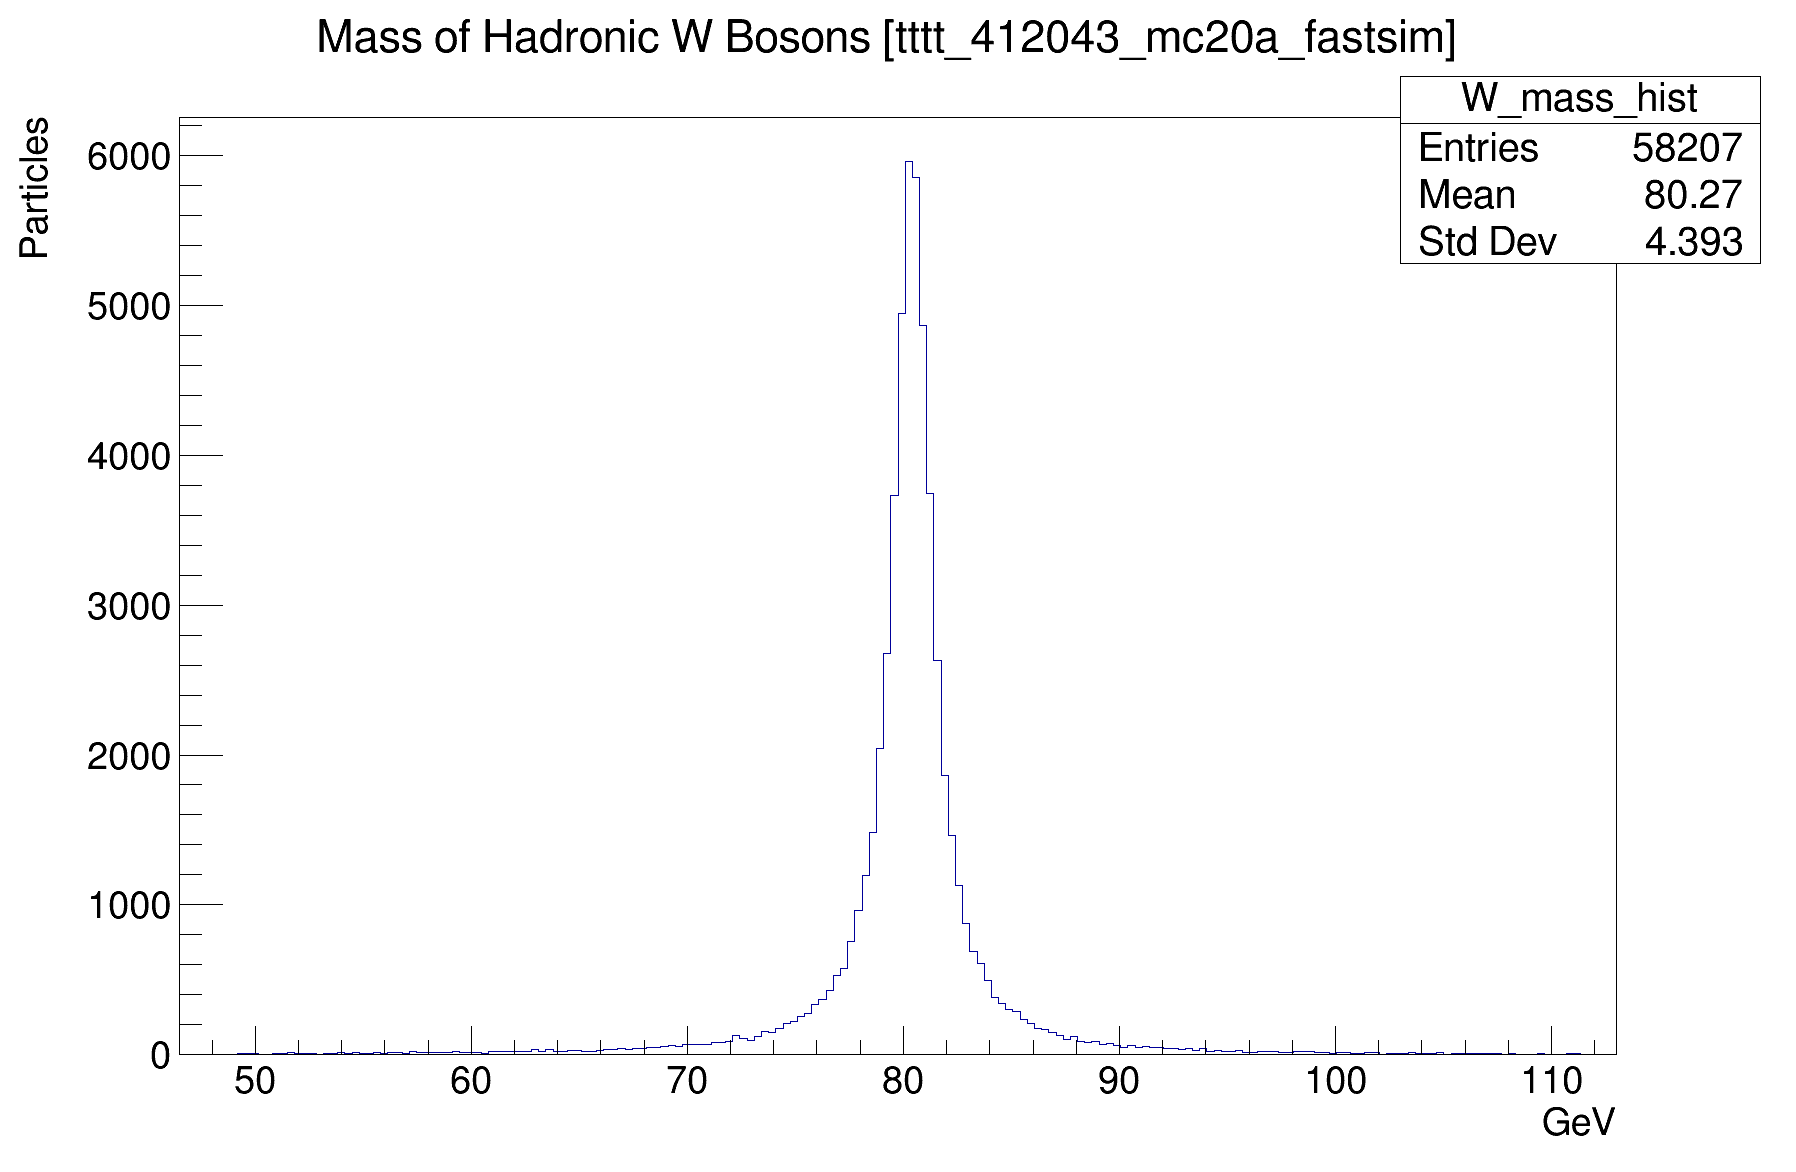 Mass of Hadronic W Bosons [tttt_412043_mc20a_fastsim]
W_mass_hist
Entries 58207
Mean 80.27
Std Dev 4.393
Particles
6000
5000
4000
3000
2000
1000
0
50 60 70 80 90 100 110
GeV